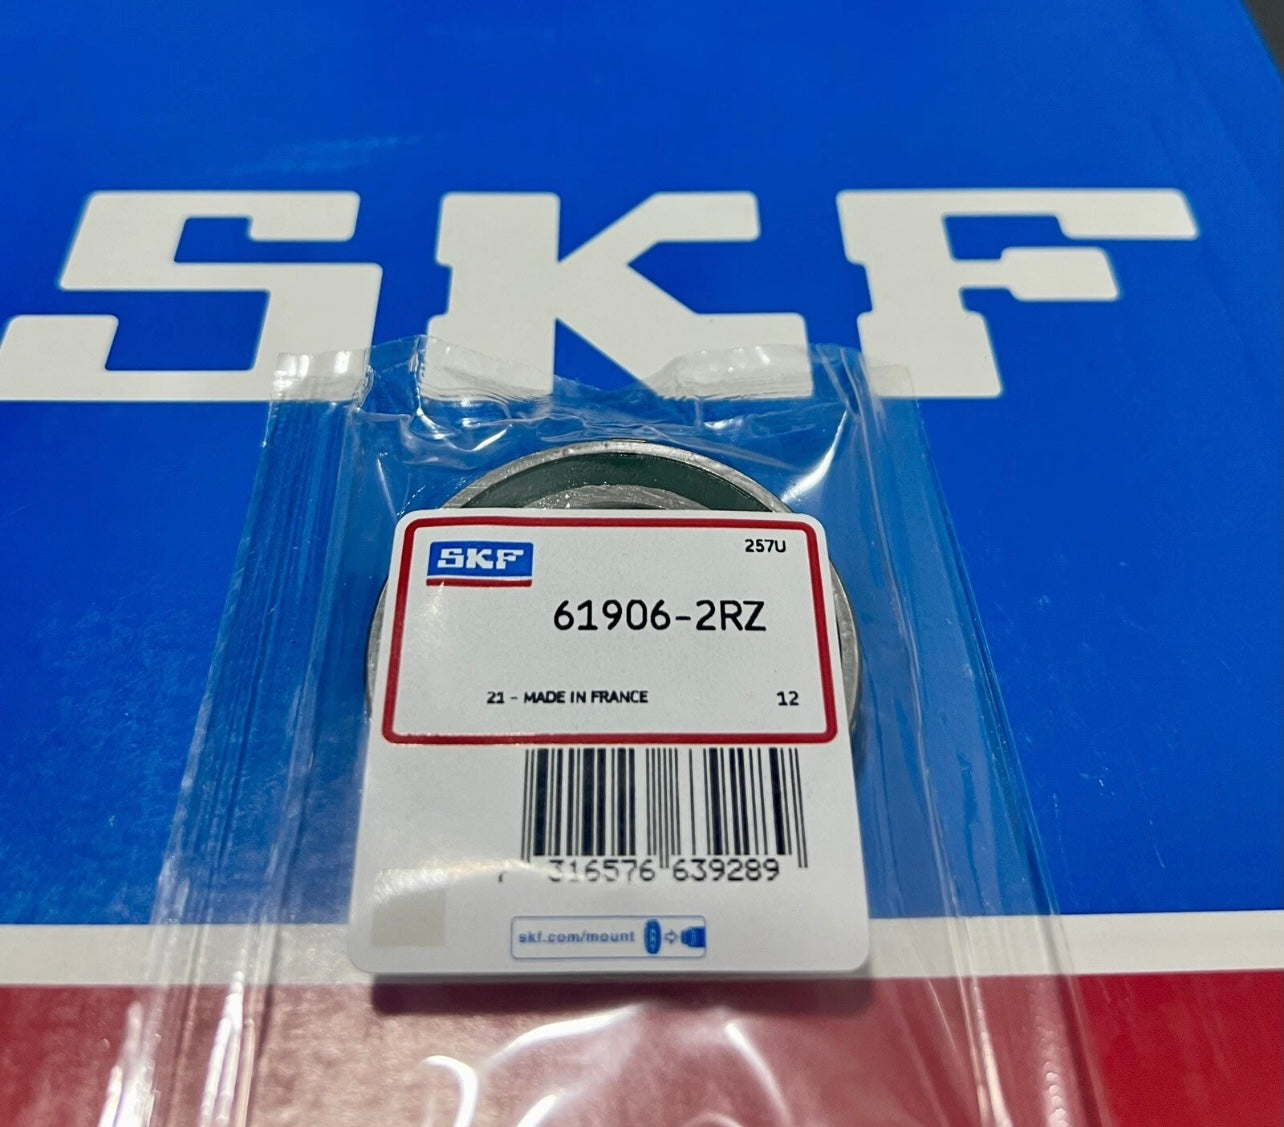 SKF
SKF
257U
61906-2RZ
21 - MADE IN FRANCE
12
316576 639289
skf.com/mount